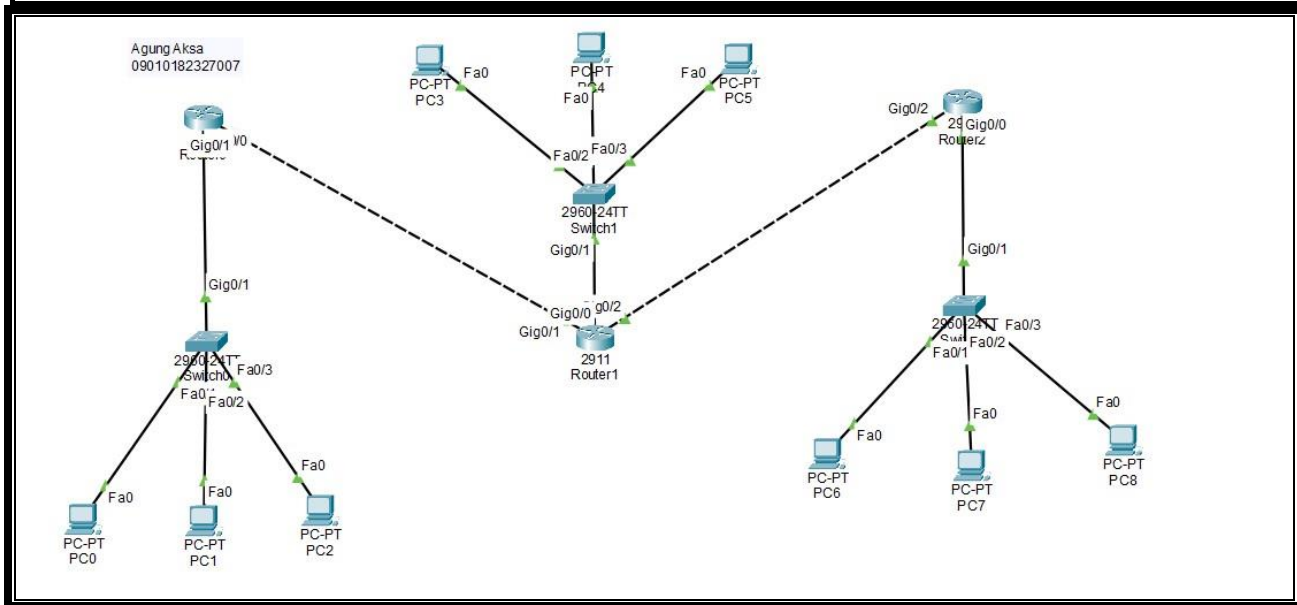 Agung Aksa
09010182327007
Fa0
PC-PT
PC3
PC-PT
Fa0
Fa0
PC-PT
PC5
Gig0/1
Gig0/2
Gig0/0
Router2
Fa0/2
Fa0/3
2960-24TT
Switch1
Gig0/1
Gig0/1
Gig0/1
Gig0/0
Gig0/1
2911
Router1
Switch0
Fa0/3
Fa0/2
Fa0/3
Fa0/2
Fa0/1
Fa0
PC-PT
PC0
Fa0
PC-PT
PC1
Fa0
PC-PT
PC2
Fa0
PC-PT
PC6
Fa0
PC-PT
PC7
Fa0
PC-PT
PC8